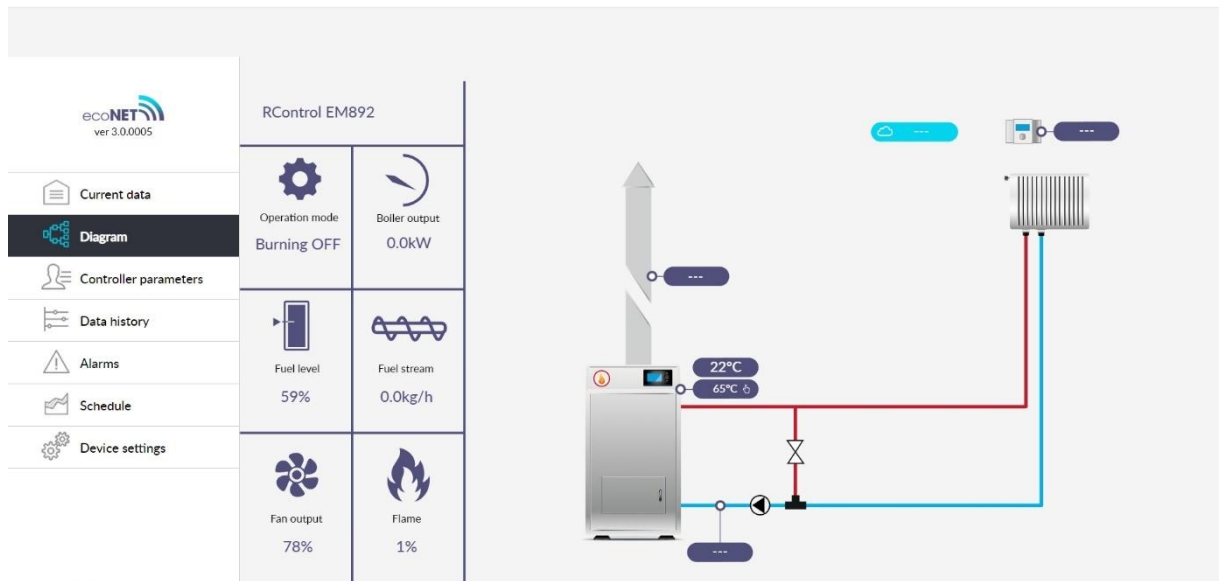 ecoNET
ver 3.0.0005
Current data
Diagram
Controller parameters
Data history
Alarms
Schedule
Device settings
RControl EM892
Operation mode
Burning OFF
Boiler output
0.0kW
Fuel level
59%
Fuel stream
0.0kg/h
Fan output
78%
Flame
1%
---
---
---
22°C
65°C
---